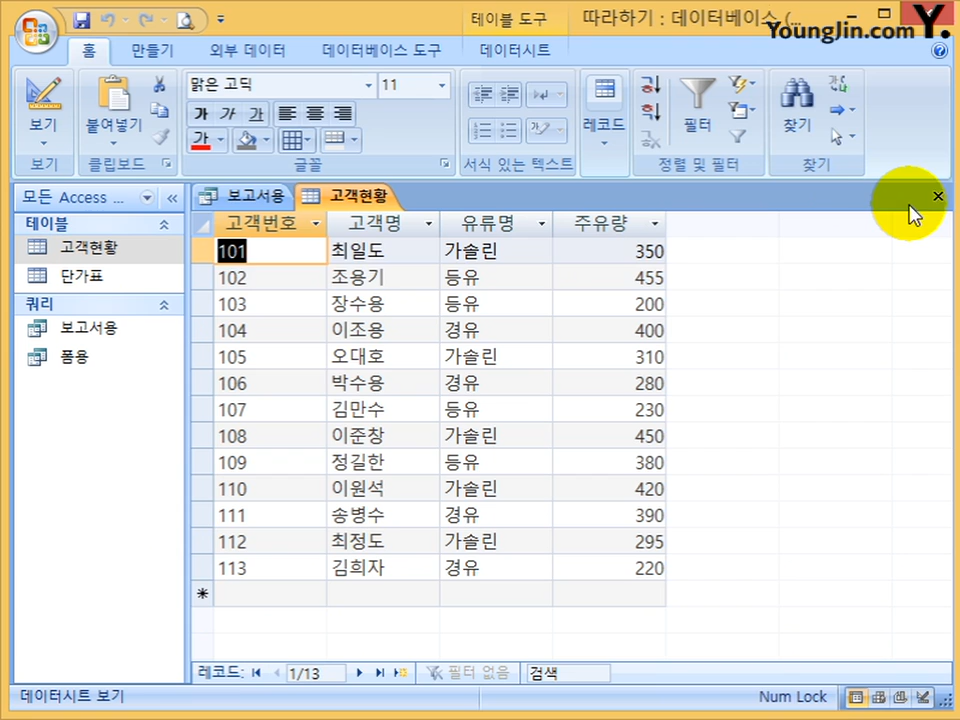 테이블 도구
따라하기 : 데이터베이스 (...
YoungJin.com Y.
홈
만들기
외부 데이터
데이터베이스 도구
데이터시트
보기
붙여넣기
맑은 고딕
11
레코드
필터
찾기
보기
클립보드
글꼴
서식 있는 텍스트
정렬 및 필터
찾기
모든 Access ...
보고서용
고객현황
테이블
고객현황
단가표
쿼리
보고서용
폼용
고객번호 고객명 유류명 주유량
101 최일도 가솔린 350
102 조용기 등유 455
103 장수용 등유 200
104 이조용 경유 400
105 오대호 가솔린 310
106 박수용 경유 280
107 김만수 등유 230
108 이준창 가솔린 450
109 정길한 등유 380
110 이원석 가솔린 420
111 송병수 경유 390
112 최정도 가솔린 295
113 김희자 경유 220
레코드: 1/13 필터 없음 검색
데이터시트 보기
Num Lock